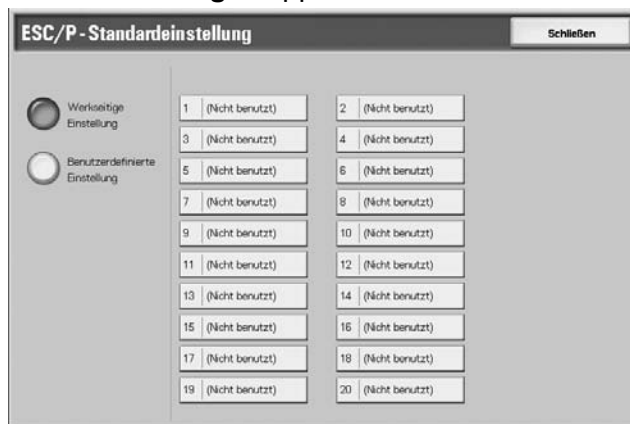 ESC/P - Standardeinstellung
Schließen
Werkseitige
Einstellung
Benutzerdefinierte
Einstellung
1 (Nicht benutzt)
2 (Nicht benutzt)
3 (Nicht benutzt)
4 (Nicht benutzt)
5 (Nicht benutzt)
6 (Nicht benutzt)
7 (Nicht benutzt)
8 (Nicht benutzt)
9 (Nicht benutzt)
10 (Nicht benutzt)
11 (Nicht benutzt)
12 (Nicht benutzt)
13 (Nicht benutzt)
14 (Nicht benutzt)
15 (Nicht benutzt)
16 (Nicht benutzt)
17 (Nicht benutzt)
18 (Nicht benutzt)
19 (Nicht benutzt)
20 (Nicht benutzt)